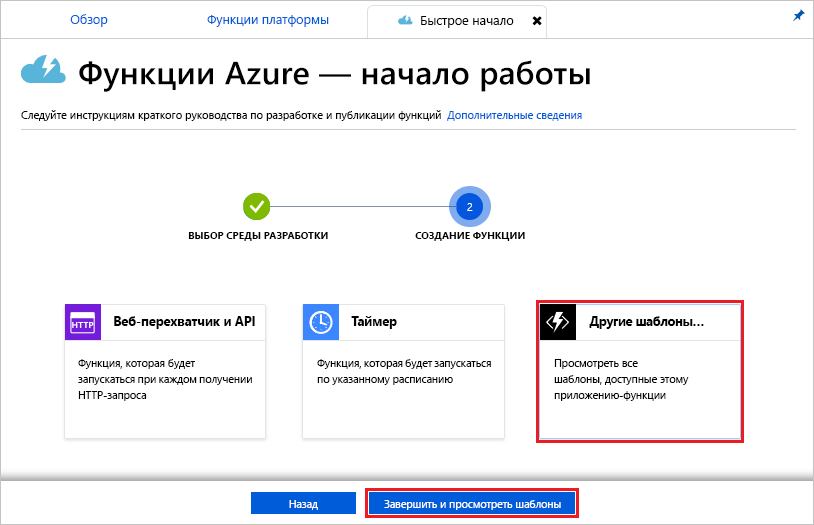 Обзор
Функции платформы
Быстрое начало
Функции Azure — начало работы
Следуйте инструкциям краткого руководства по разработке и публикации функций Дополнительные сведения
2
ВЫБОР СРЕДЫ РАЗРАБОТКИ
СОЗДАНИЕ ФУНКЦИИ
HTTP
Веб-перехватчик и API
Функция, которая будет
запускаться при каждом получении
HTTP-запроса
Таймер
Функция, которая будет запускаться
по указанному расписанию
Другие шаблоны...
Просмотреть все
шаблоны, доступные этому
приложению-функции
Назад
Завершить и просмотреть шаблоны